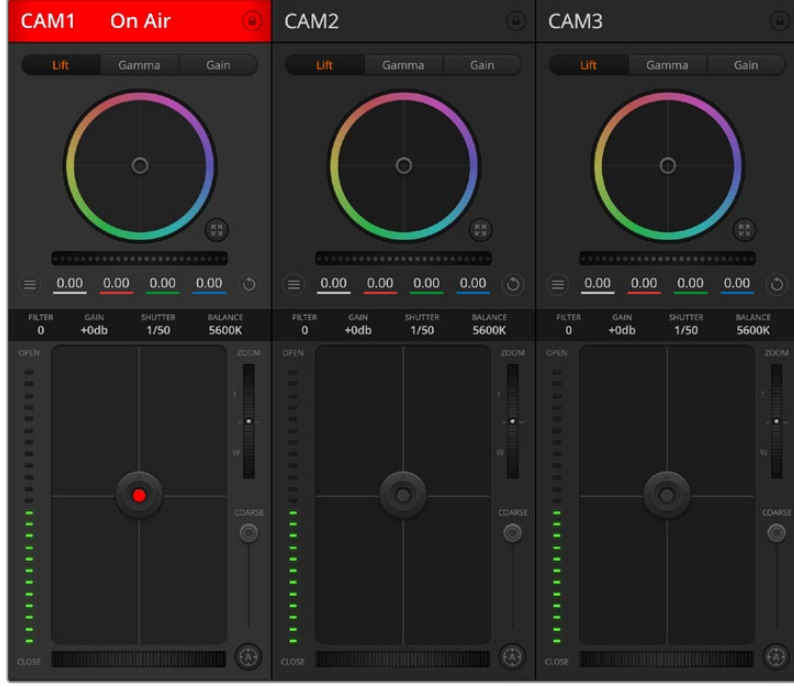 CAM1 On Air
Lift Gamma Gain
0.00 0.00 0.00 0.00
FILTER GAIN SHUTTER BALANCE
0 +0db 1/50 5600K
OPEN ZOOM
T
W
COARSE
A
CLOSE
CAM2
Lift Gamma Gain
0.00 0.00 0.00 0.00
FILTER GAIN SHUTTER BALANCE
0 +0db 1/50 5600K
OPEN ZOOM
T
W
COARSE
A
CLOSE
CAM3
Lift Gamma Gain
0.00 0.00 0.00 0.00
FILTER GAIN SHUTTER BALANCE
0 +0db 1/50 5600K
OPEN ZOOM
T
W
COARSE
A
CLOSE